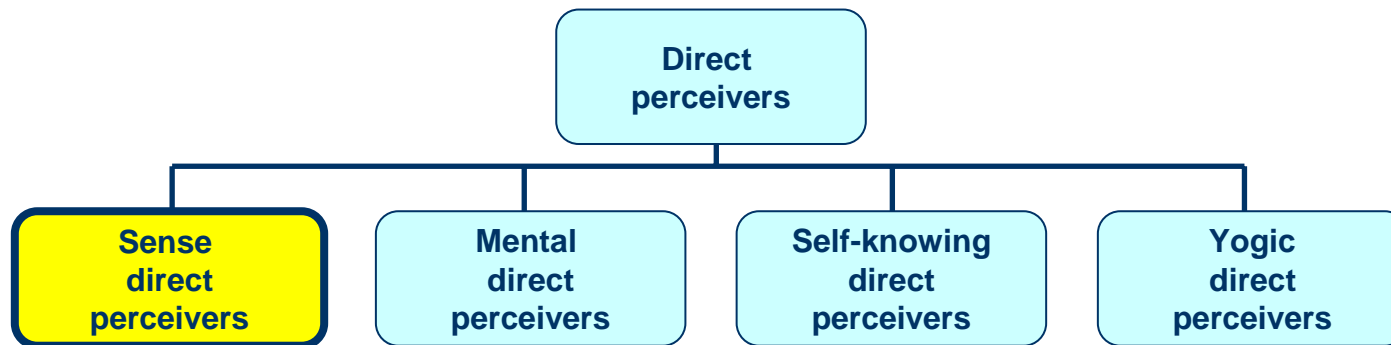 Direct
perceivers
Sense
direct
perceivers
Mental
direct
perceivers
Self-knowing
direct
perceivers
Yogic
direct
perceivers